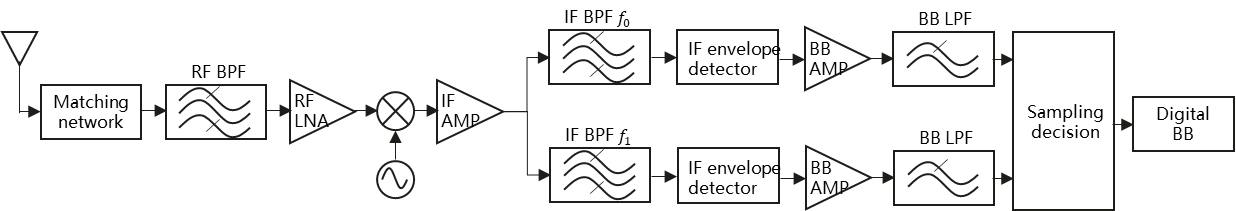 IF BPF f0
BB LPF
IF envelope
detector
BB
AMP
RF BPF
Matching
network
RF
LNA
IF
AMP
Sampling
decision
Digital
BB
IF BPF f1
BB LPF
IF envelope
detector
BB
AMP